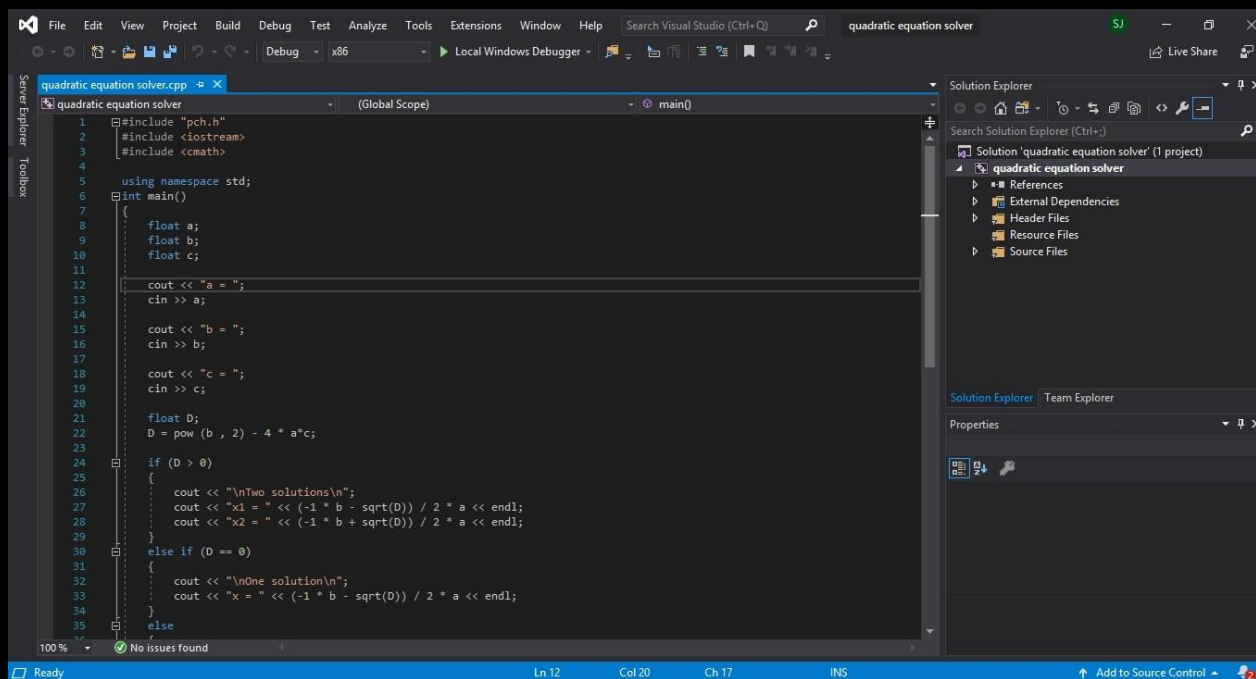 File Edit View Project Build Debug Test Analyze Tools Extensions Window Help Search Visual Studio (Ctrl+Q) quadratic equation solver SJ
Debug x86 Local Windows Debugger Live Share
Server Explorer
Toolbox
quadratic equation solver.cpp
quadratic equation solver (Global Scope) main()
1 #include "pch.h"
2 #include <iostream>
3 #include <cmath>
4
5 using namespace std;
6 int main()
7 {
8 float a;
9 float b;
10 float c;
11
12 cout << "a = ";
13 cin >> a;
14
15 cout << "b = ";
16 cin >> b;
17
18 cout << "c = ";
19 cin >> c;
20
21 float D;
22 D = pow (b , 2) - 4 * a*c;
23
24 if (D > 0)
25 {
26 cout << "\nTwo solutions\n";
27 cout << "x1 = " << (-1 * b - sqrt(D)) / 2 * a << endl;
28 cout << "x2 = " << (-1 * b + sqrt(D)) / 2 * a << endl;
29 }
30 else if (D == 0)
31 {
32 cout << "\nOne solution\n";
33 cout << "x = " << (-1 * b - sqrt(D)) / 2 * a << endl;
34 }
35 else
100 % No issues found
Solution Explorer
Search Solution Explorer (Ctrl+;)
Solution 'quadratic equation solver' (1 project)
quadratic equation solver
References
External Dependencies
Header Files
Resource Files
Source Files
Solution Explorer Team Explorer
Properties
Ready Ln 12 Col 20 Ch 17 INS Add to Source Control 2